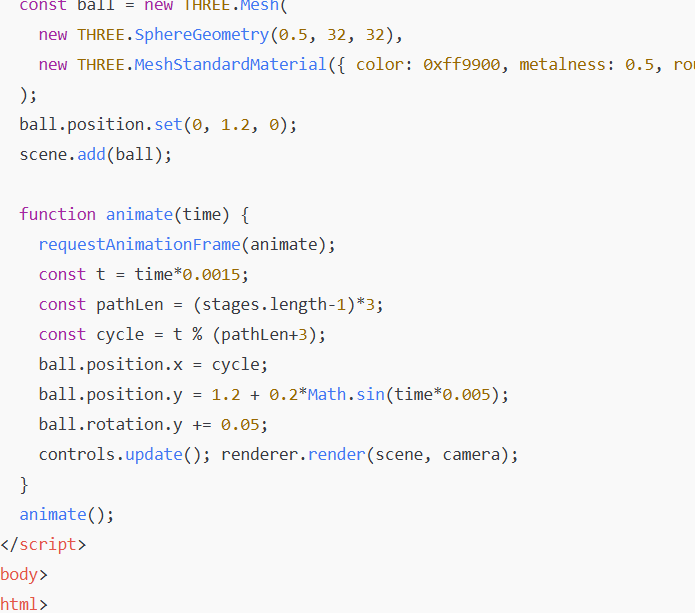 const ball = new THREE.Mesh(
new THREE.SphereGeometry(0.5, 32, 32),
new THREE.MeshStandardMaterial({ color: 0xff9900, metalness: 0.5, rou
);
ball.position.set(0, 1.2, 0);
scene.add(ball);
function animate(time) {
requestAnimationFrame(animate);
const t = time*0.0015;
const pathLen = (stages.length-1)*3;
const cycle = t % (pathLen+3);
ball.position.x = cycle;
ball.position.y = 1.2 + 0.2*Math.sin(time*0.005);
ball.rotation.y += 0.05;
controls.update(); renderer.render(scene, camera);
}
animate();
</script>
body>
html>